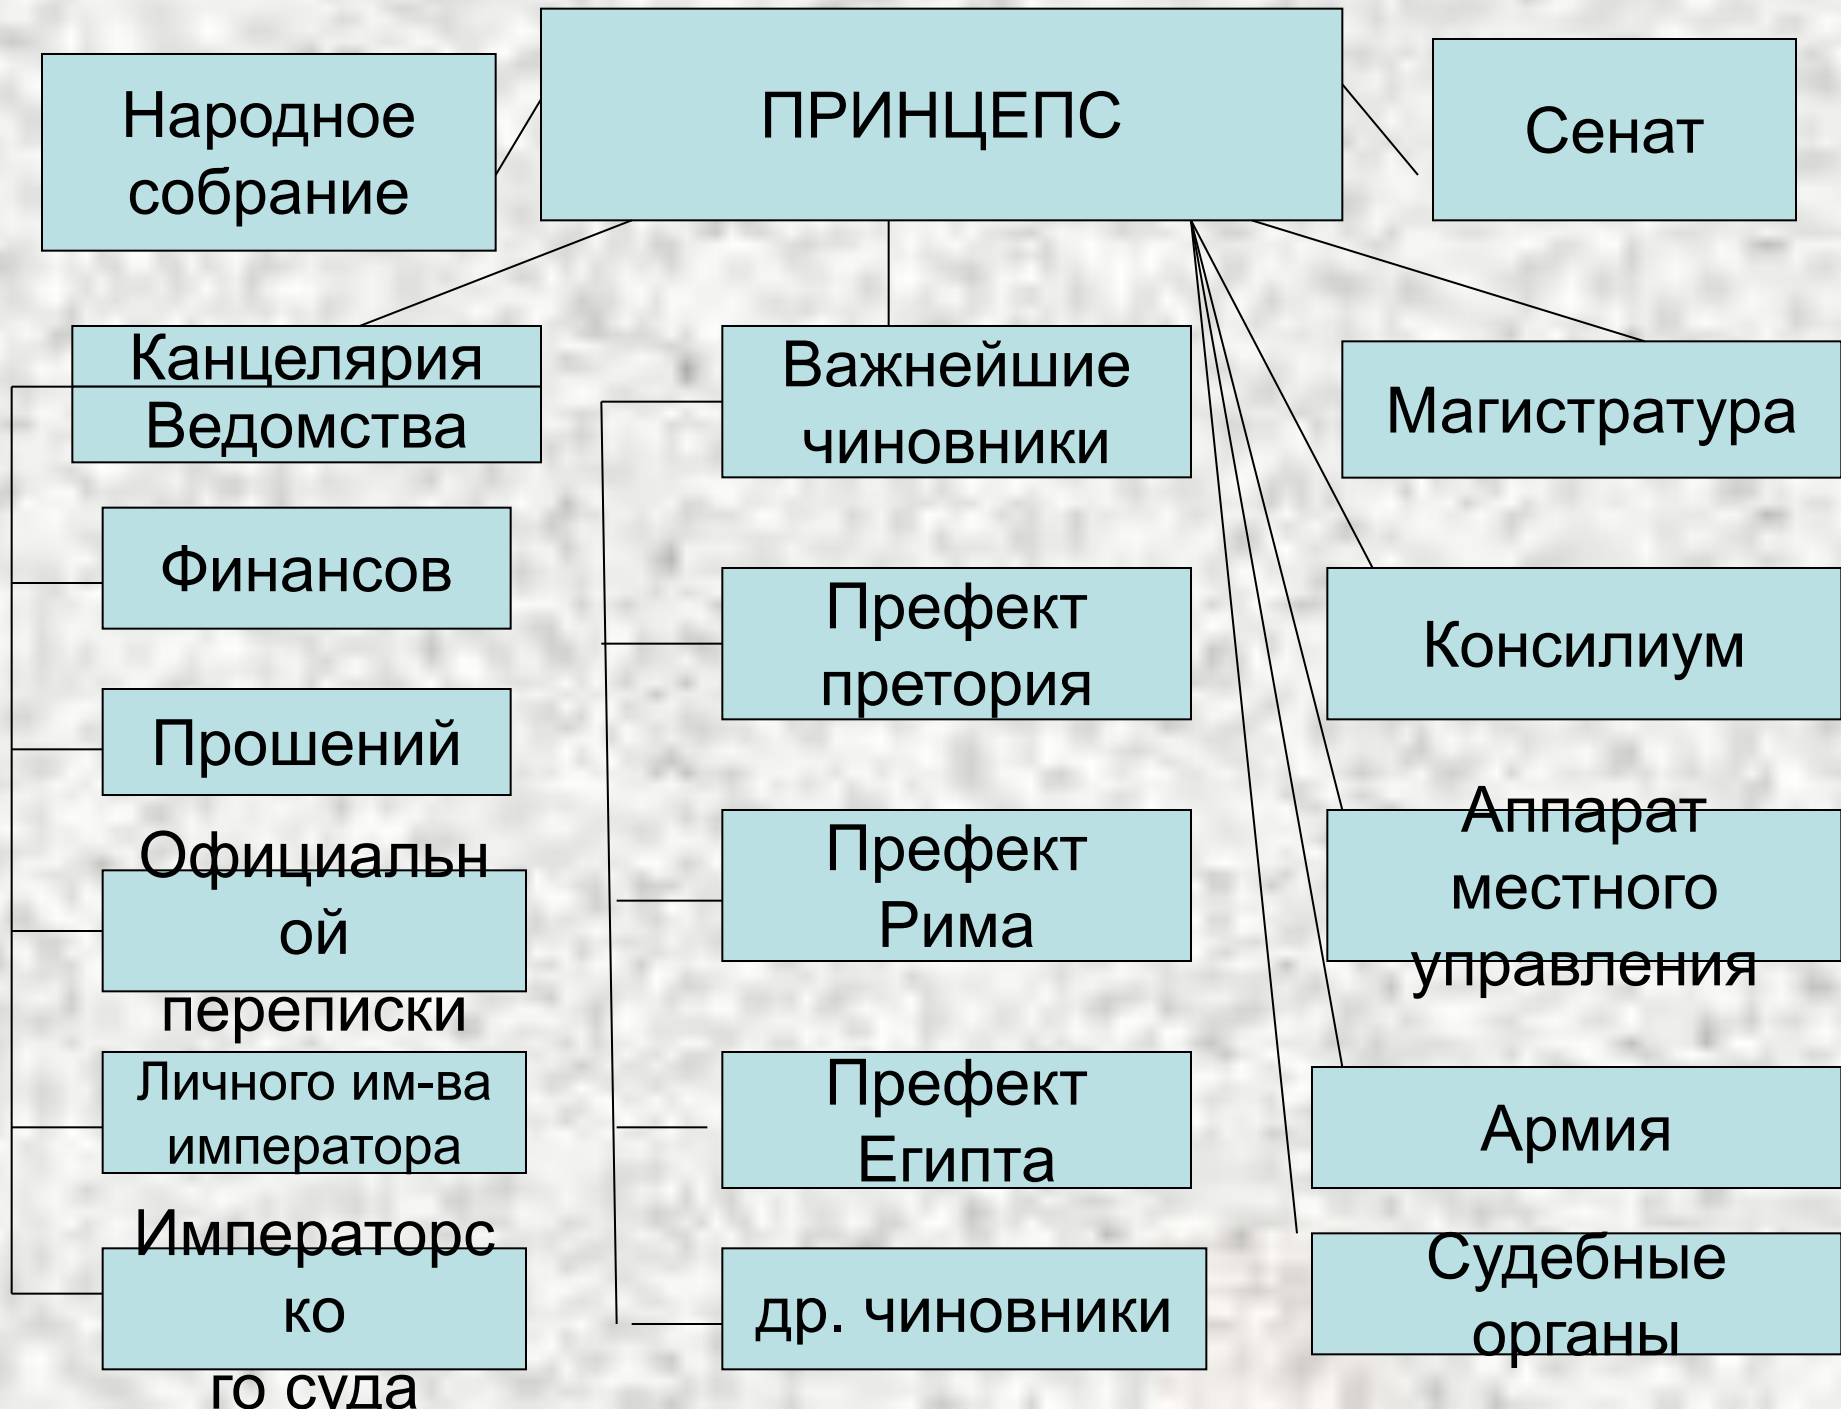 Народное
собрание
ПРИНЦЕПС
Сенат
Канцелярия
Ведомства
Финансов
Прошений
Официальн
ой
переписки
Личного им-ва
императора
Императорс
ко
го суда
Важнейшие
чиновники
Префект
претория
Префект
Рима
Префект
Египта
др. чиновники
Магистратура
Консилиум
Аппарат
местного
управления
Армия
Судебные
органы